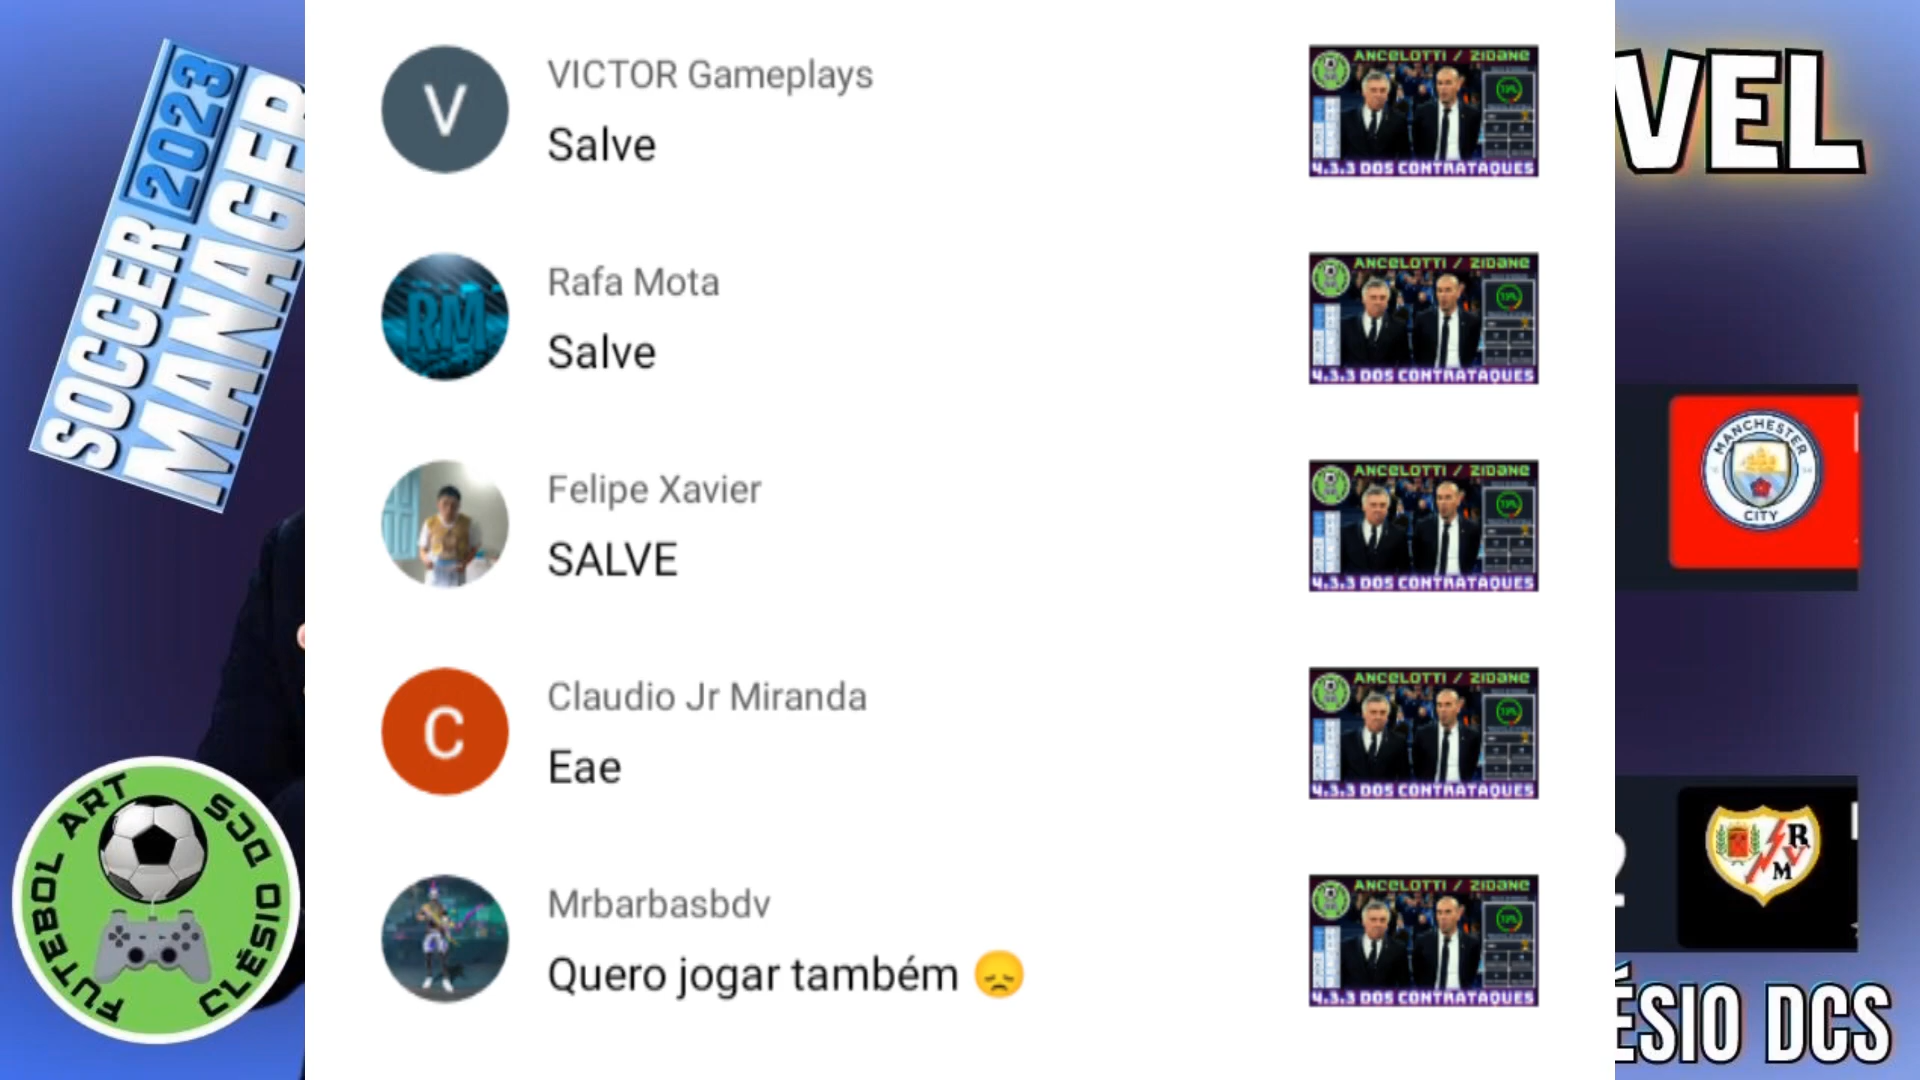 SOCCER 2023
MANAGER
VICTOR Gameplays
Salve
ANCELOTTI / ZIDANE
4.3.3 DOS CONTRATAQUES
Rafa Mota
Salve
RM
ANCELOTTI / ZIDANE
4.3.3 DOS CONTRATAQUES
Felipe Xavier
SALVE
ANCELOTTI / ZIDANE
4.3.3 DOS CONTRATAQUES
Claudio Jr Miranda
Eae
ANCELOTTI / ZIDANE
4.3.3 DOS CONTRATAQUES
Mrbarbasbdv
Quero jogar também 😞
ANCELOTTI / ZIDANE
4.3.3 DOS CONTRATAQUES
V
C
FUTEBOL ART
CLÉSIO DCS
VEL
MANCHESTER
CITY
R
V
M
ÉSIO DCS